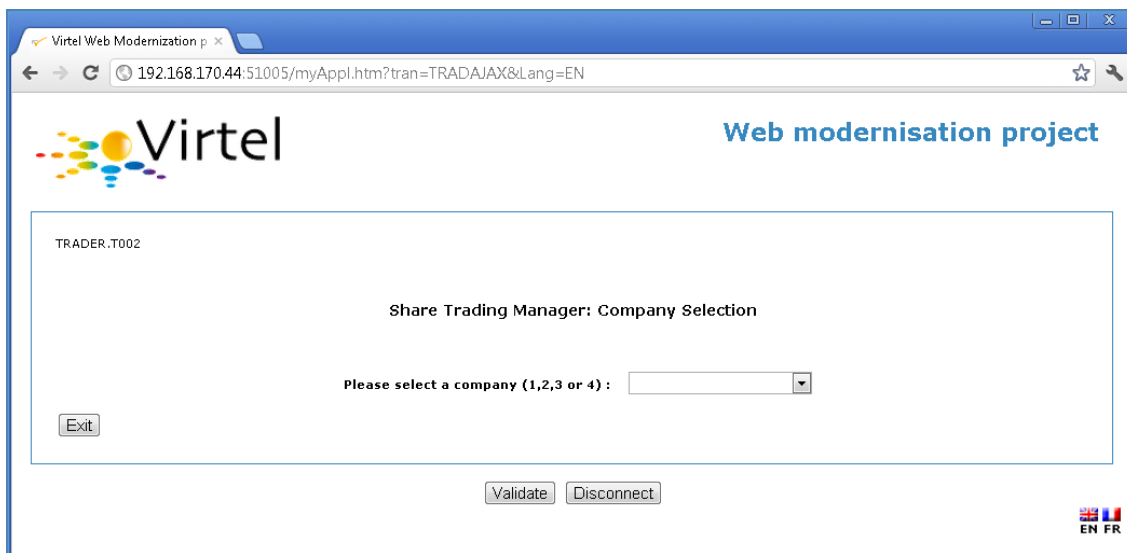 Virtel Web Modernization p
192.168.170.44:51005/myAppl.htm?tran=TRADAJAX&Lang=EN
Virtel
Web modernisation project
TRADER.T002
Share Trading Manager: Company Selection
Please select a company (1,2,3 or 4) :
Exit
Validate Disconnect
EN FR